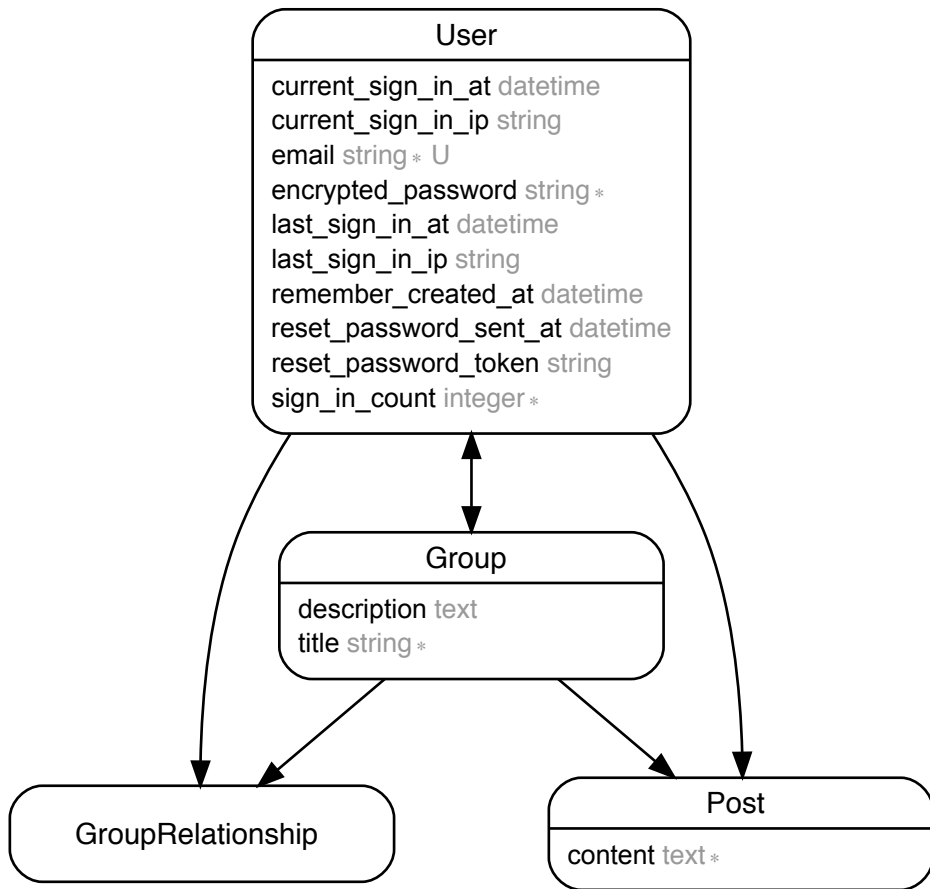 User
current_sign_in_at datetime
current_sign_in_ip string
email string * U
encrypted_password string *
last_sign_in_at datetime
last_sign_in_ip string
remember_created_at datetime
reset_password_sent_at datetime
reset_password_token string
sign_in_count integer *
Group
description text
title string *
GroupRelationship
Post
content text *